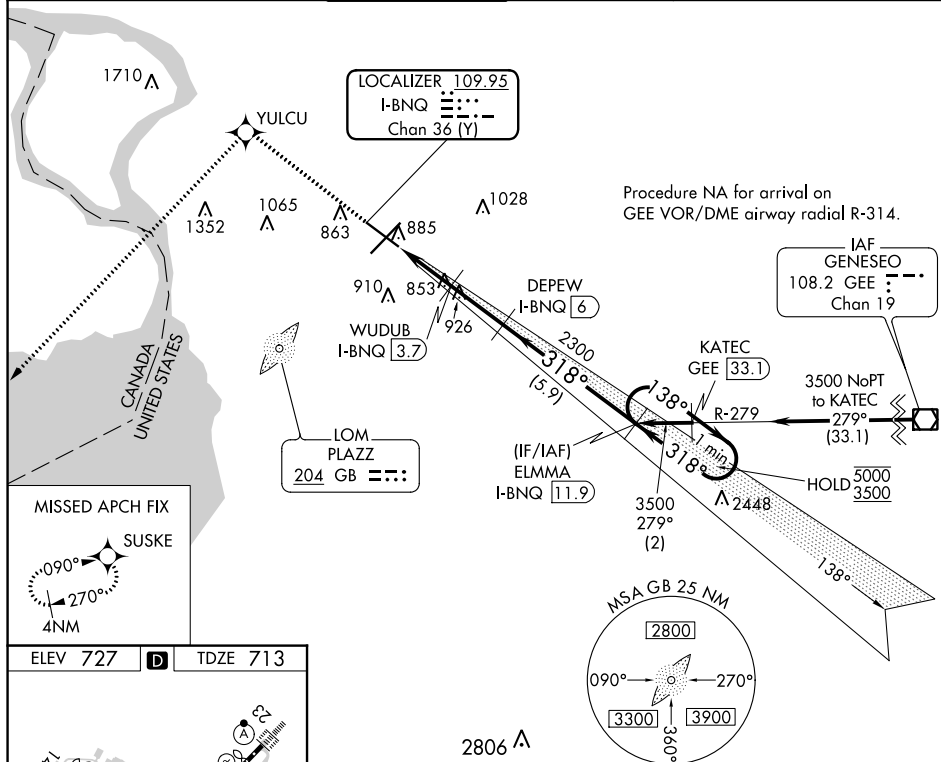 1710
YULCU
LOCALIZER 109.95
I-BNQ
Chan 36 (Y)
1352
1065
863
885
1028
Procedure NA for arrival on
GEE VOR/DME airway radial R-314.
IAF
GENESEO
108.2 GEE
Chan 19
910
853
926
WUDUB
I-BNQ 3.7
DEPEW
I-BNQ 6
2300
318°
(5.9)
KATEC
GEE 33.1
138°
R-279
3500 NoPT
to KATEC
279°
(33.1)
CANADA
UNITED STATES
LOM
PLAZZ
204 GB
(IF/IAF)
ELMMA
I-BNQ 11.9
1 min
318°
HOLD 5000
3500
2448
3500
279°
(2)
138°
MISSED APCH FIX
SUSKE
090°
270°
4NM
MSA GB 25 NM
2800
090°
270°
3300
3900
360°
ELEV 727
D
TDZE 713
23
A
2806